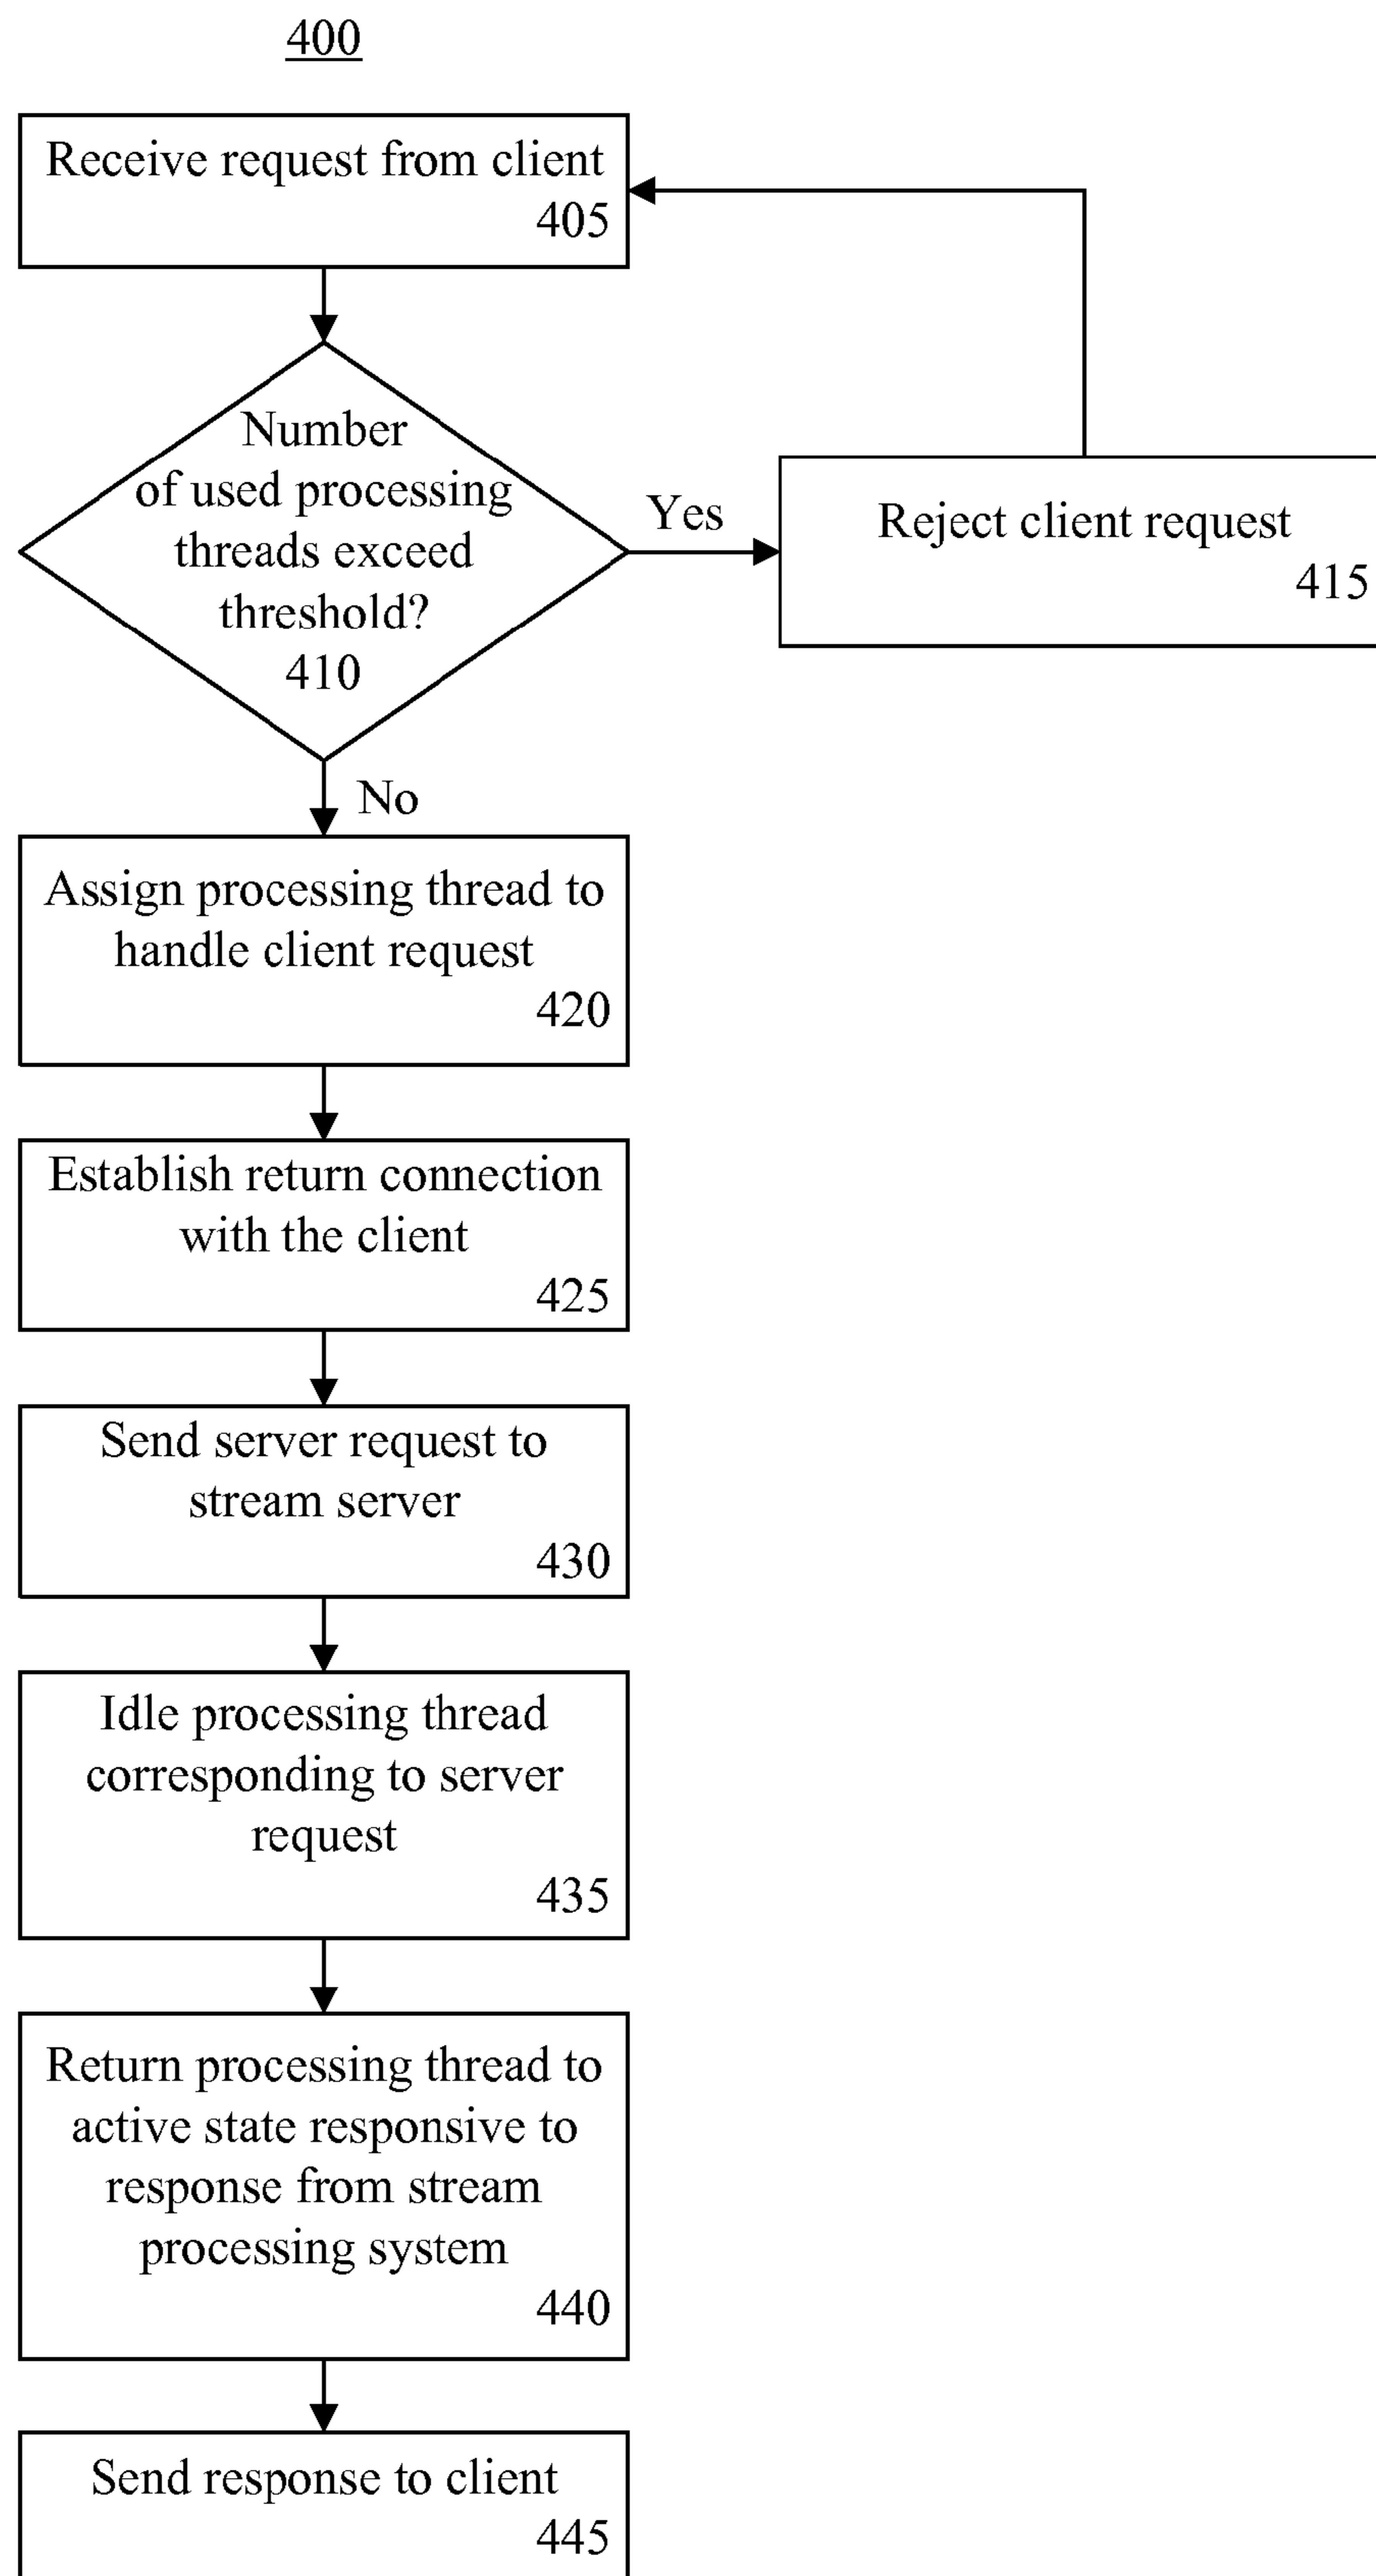 400
Receive request from client
405
Number
of used processing
threads exceed
threshold?
410
Yes
Reject client request
415
No
Assign processing thread to
handle client request
420
Establish return connection
with the client
425
Send server request to
stream server
430
Idle processing thread
corresponding to server
request
435
Return processing thread to
active state responsive to
response from stream
processing system
440
Send response to client
445